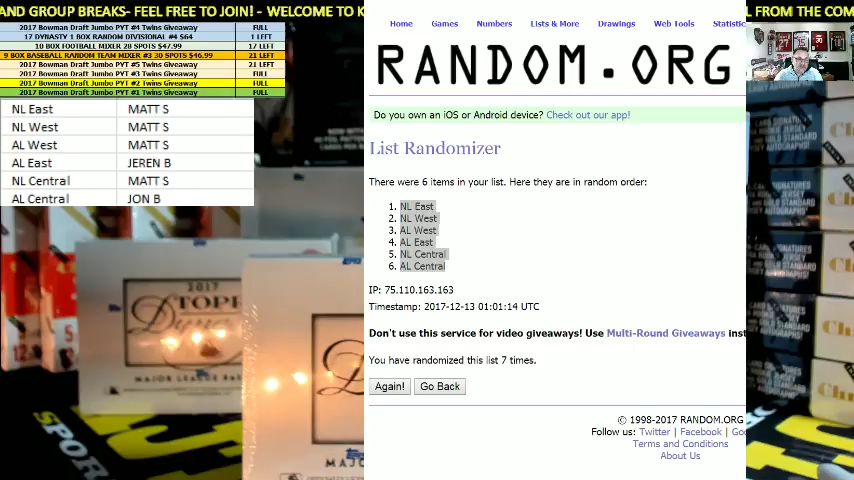 AND GROUP BREAKS- FEEL FREE TO JOIN! - WELCOME TO K
L FROM THE COM
2017 Bowman Draft Jumbo PYT #4 Twins Giveaway FULL
17 DYNASTY 1 BOX RANDOM DIVISIONAL #4 $64 1 LEFT
10 BOX FOOTBALL MIXER 28 SPOTS $47.99 17 LEFT
9 BOX BASEBALL RANDOM TEAM MIXER #3 30 SPOTS $46.99 21 LEFT
2017 Bowman Draft Jumbo PYT #5 Twins Giveaway 21 LEFT
2017 Bowman Draft Jumbo PYT #3 Twins Giveaway FULL
2017 Bowman Draft Jumbo PYT #2 Twins Giveaway FULL
2017 Bowman Draft Jumbo PYT #1 Twins Giveaway FULL
NL East MATT S
NL West MATT S
AL West MATT S
AL East JEREN B
NL Central MATT S
AL Central JON B
Home Games Numbers Lists & More Drawings Web Tools Statistic
RANDOM.ORG
Do you own an iOS or Android device? Check out our app!
List Randomizer
There were 6 items in your list. Here they are in random order:
1. NL East
2. NL West
3. AL West
4. AL East
5. NL Central
6. AL Central
IP: 75.110.163.163
Timestamp: 2017-12-13 01:01:14 UTC
Don't use this service for video giveaways! Use Multi-Round Giveaways inst
You have randomized this list 7 times.
Again! Go Back
© 1998-2017 RANDOM.ORG
Follow us: Twitter | Facebook | Goo
Terms and Conditions
About Us
2017
TOPP
MAJOR LEAGUE BA
D
MAJO
SPOR